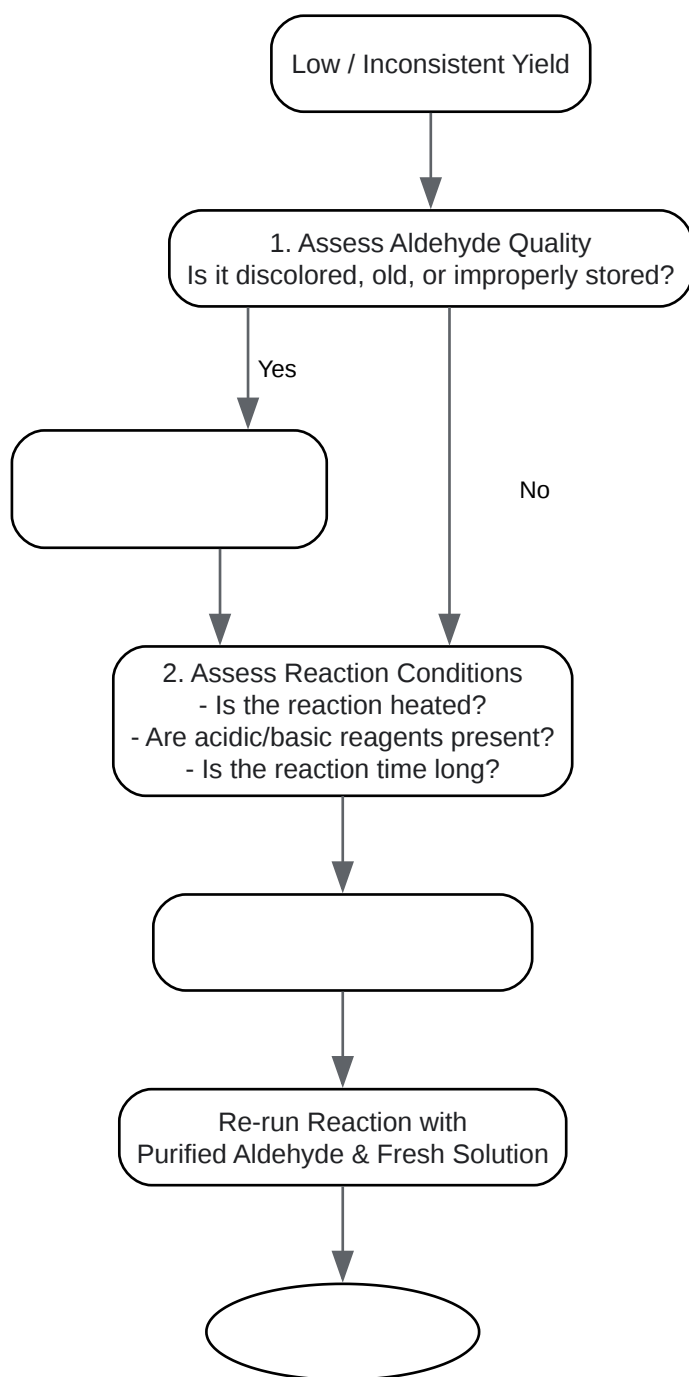 Low / Inconsistent Yield
1. Assess Aldehyde Quality
Is it discolored, old, or improperly stored?
Yes
No
2. Assess Reaction Conditions
- Is the reaction heated?
- Are acidic/basic reagents present?
- Is the reaction time long?
Re-run Reaction with
Purified Aldehyde & Fresh Solution